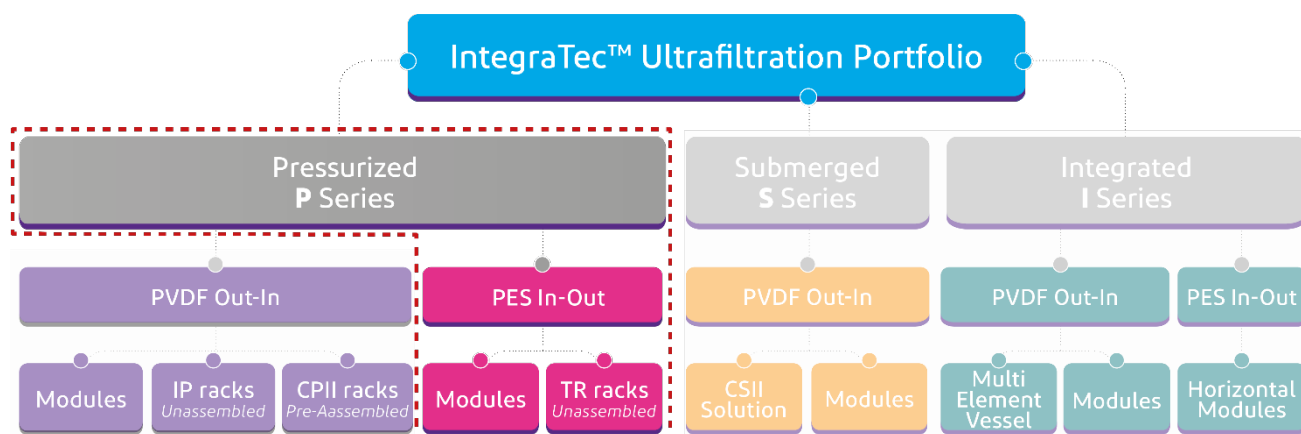 IntegraTec™ Ultrafiltration Portfolio
Pressurized
P Series
Submerged
S Series
Integrated
I Series
PVDF Out-In
PES In-Out
PVDF Out-In
PVDF Out-In
PES In-Out
Modules
IP racks
Unassembled
CPII racks
Pre-Aassembled
Modules
TR racks
Unassembled
CSII
Solution
Modules
Multi
Element
Vessel
Modules
Horizontal
Modules